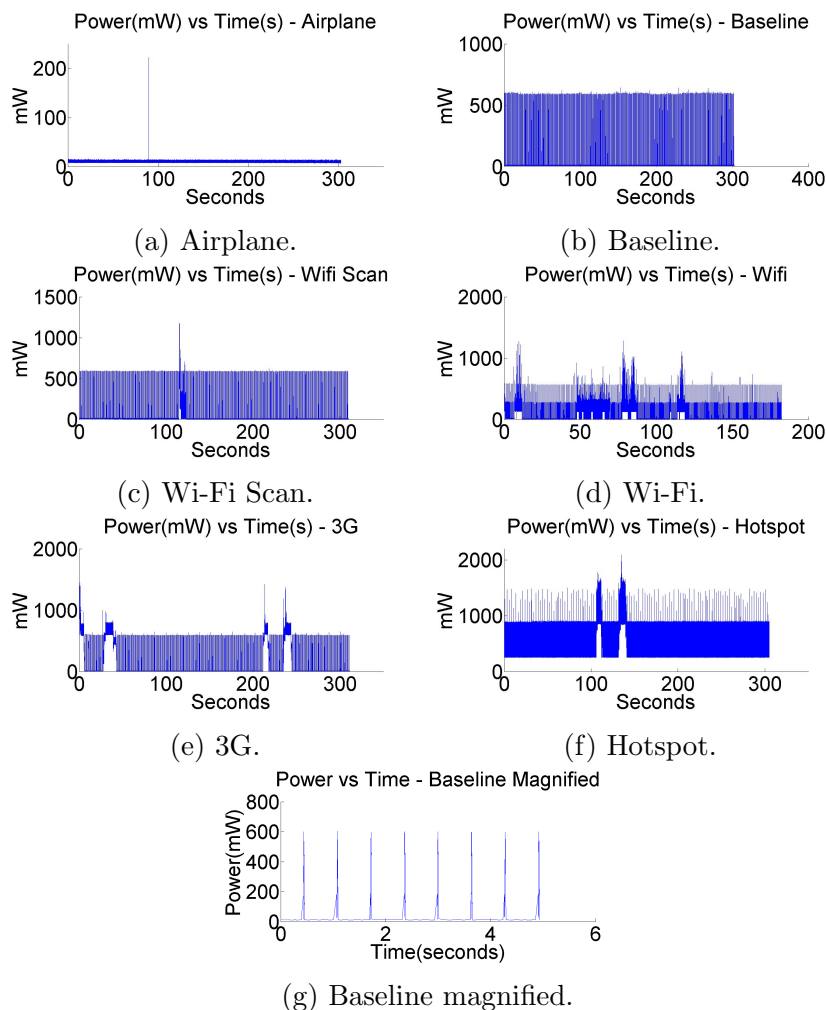 Power(mW) vs Time(s) - Airplane
200
100
0
mW
0 100 200 300
Seconds
(a) Airplane.
Power(mW) vs Time(s) - Baseline
1000
500
0
mW
0 100 200 300 400
Seconds
(b) Baseline.
Power(mW) vs Time(s) - Wifi Scan
1500
1000
500
0
mW
0 100 200 300
Seconds
(c) Wi-Fi Scan.
Power(mW) vs Time(s) - Wifi
2000
1000
0
mW
0 50 100 150 200
Seconds
(d) Wi-Fi.
Power(mW) vs Time(s) - 3G
2000
1000
0
mW
0 100 200 300
Seconds
(e) 3G.
Power(mW) vs Time(s) - Hotspot
2000
1000
0
mW
0 100 200 300
Seconds
(f) Hotspot.
Power vs Time - Baseline Magnified
800
600
400
200
0
Power(mW)
0 2 4 6
Time(seconds)
(g) Baseline magnified.